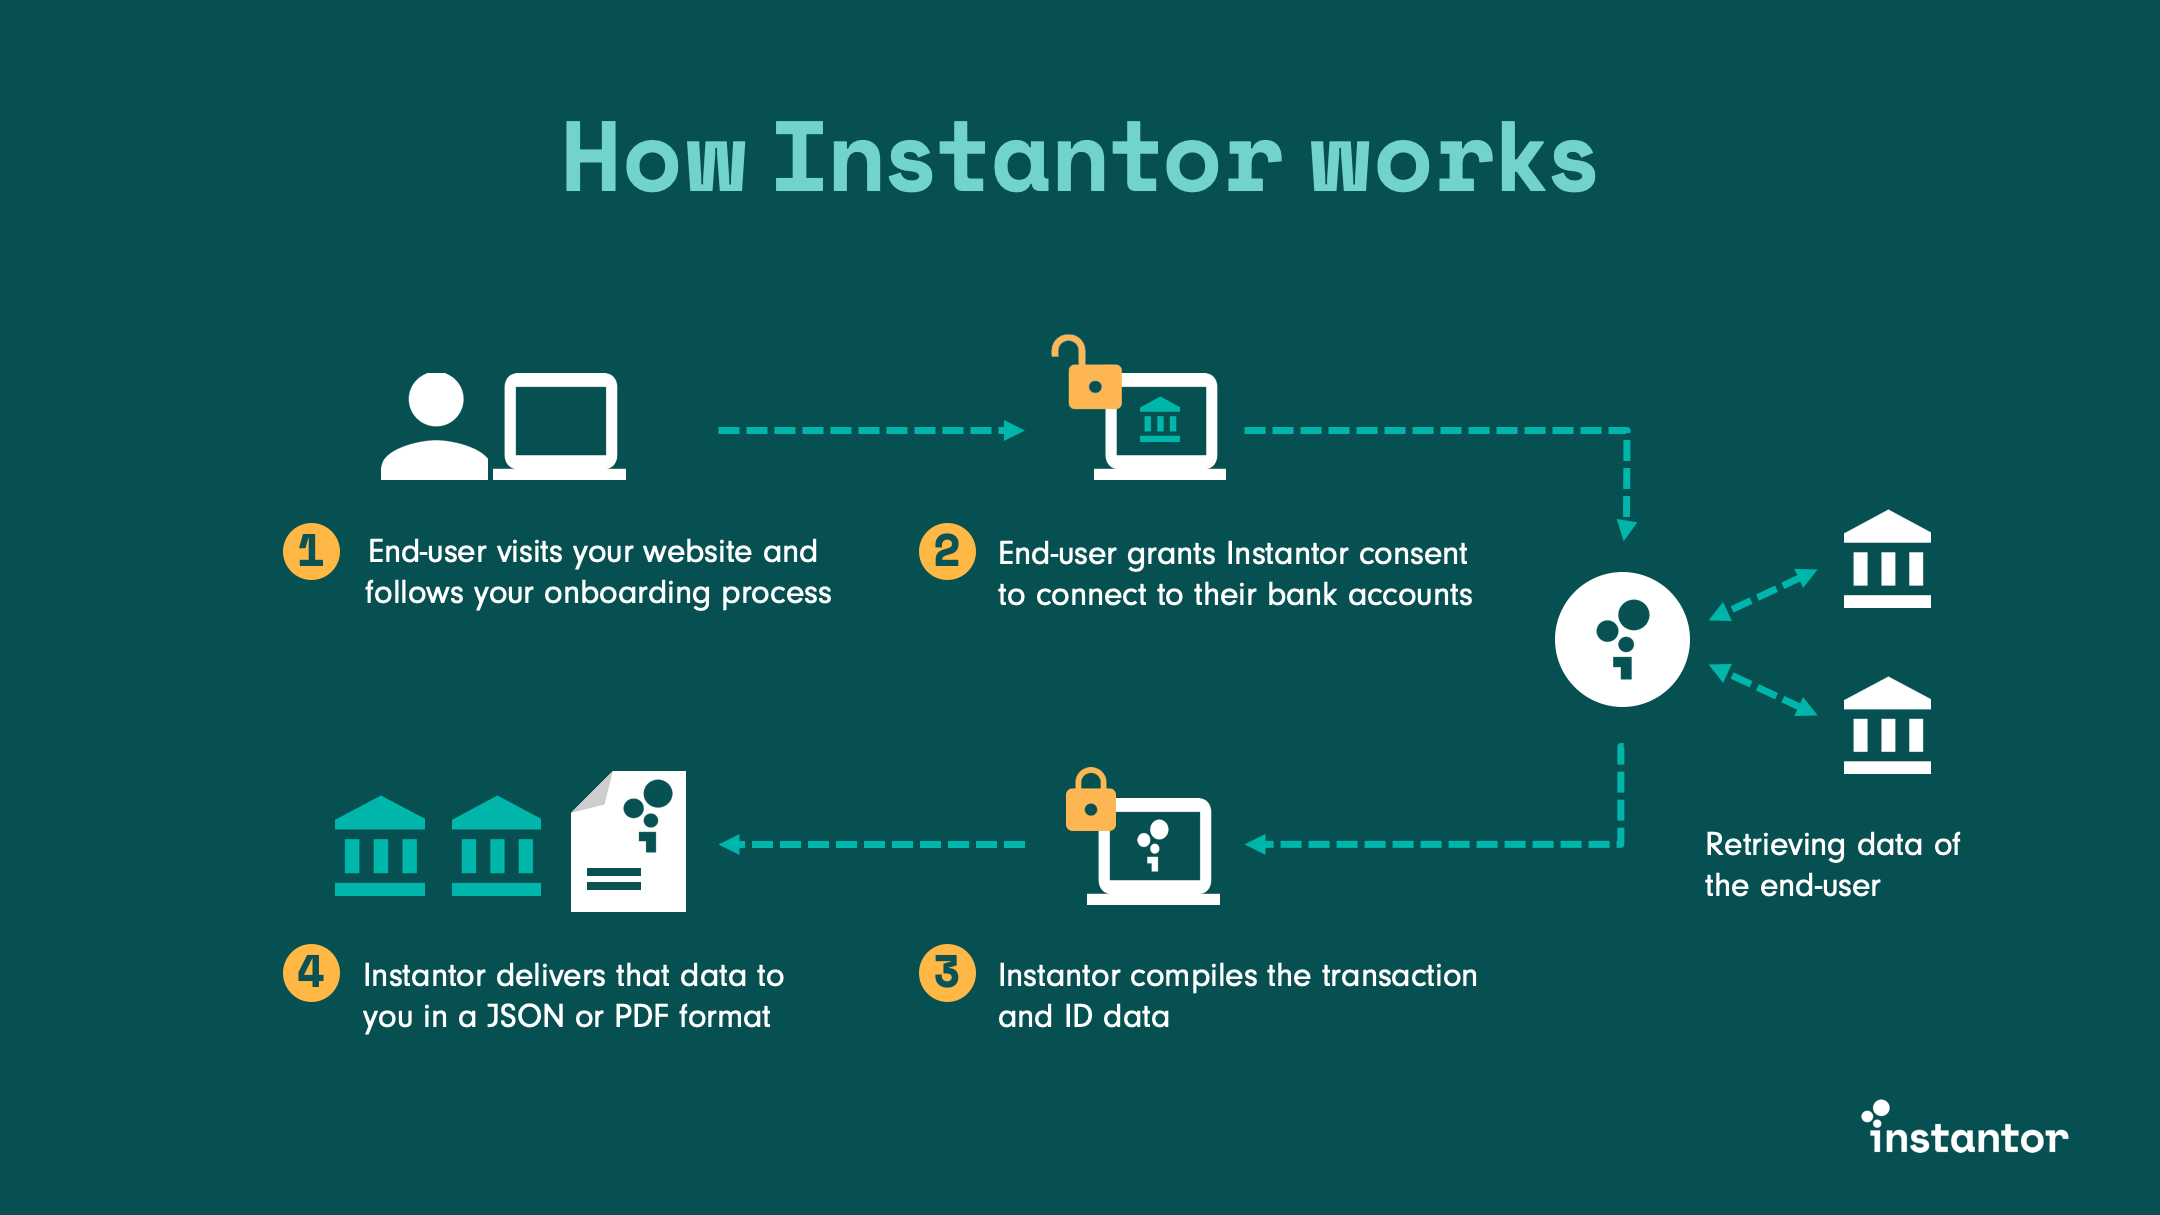 How Instantor works
1
End-user visits your website and
follows your onboarding process
2
End-user grants Instantor consent
to connect to their bank accounts
Retrieving data of
the end-user
3
Instantor compiles the transaction
and ID data
4
Instantor delivers that data to
you in a JSON or PDF format
instantor